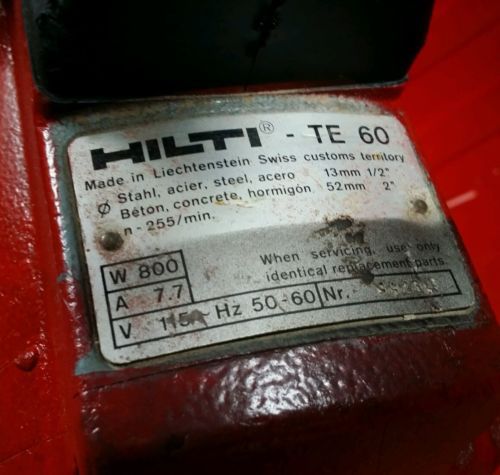 HILTI® - TE 60
Made in Liechtenstein Swiss customs territory
Ø Stahl, acier, steel, acero 13mm 1/2"
Béton, concrete, hormigón 52mm 2"
n - 255/min.
When servicing, use only
identical replacement parts.
W 800
A 7.7
V 115 Hz 50-60 Nr.